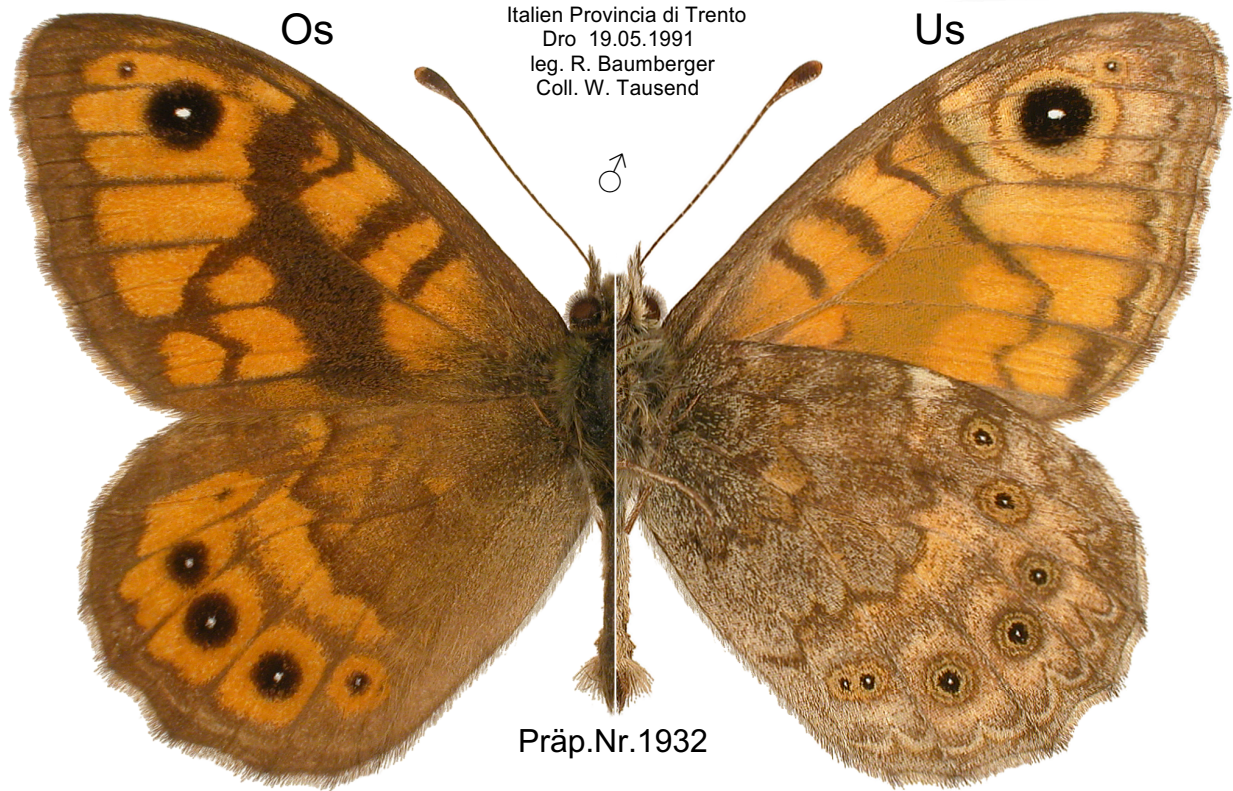 Os
Italien Provincia di Trento
Dro 19.05.1991
leg. R. Baumberger
Coll. W. Tausend
Us
♂
Präp.Nr.1932